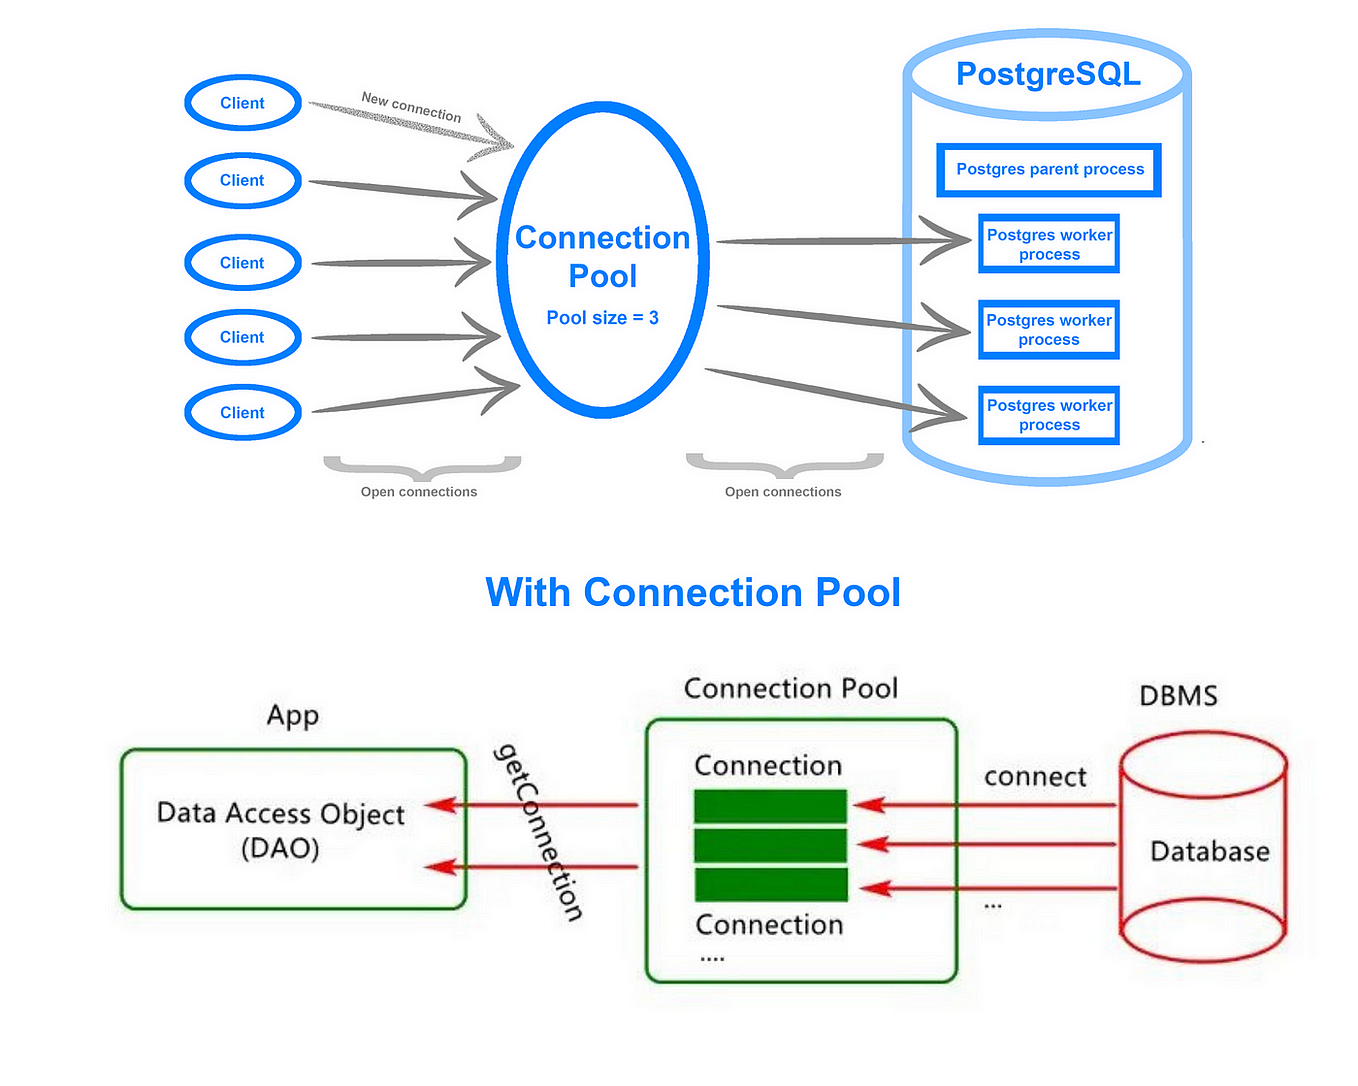 PostgreSQL
Client
New connection
Client
Client
Client
Client
Connection
Pool
Pool size = 3
Postgres parent process
Postgres worker
process
Postgres worker
process
Postgres worker
process
Open connections
Open connections
With Connection Pool
App
Data Access Object
(DAO)
getConnection
Connection Pool
Connection
Connection
....
connect
...
DBMS
Database